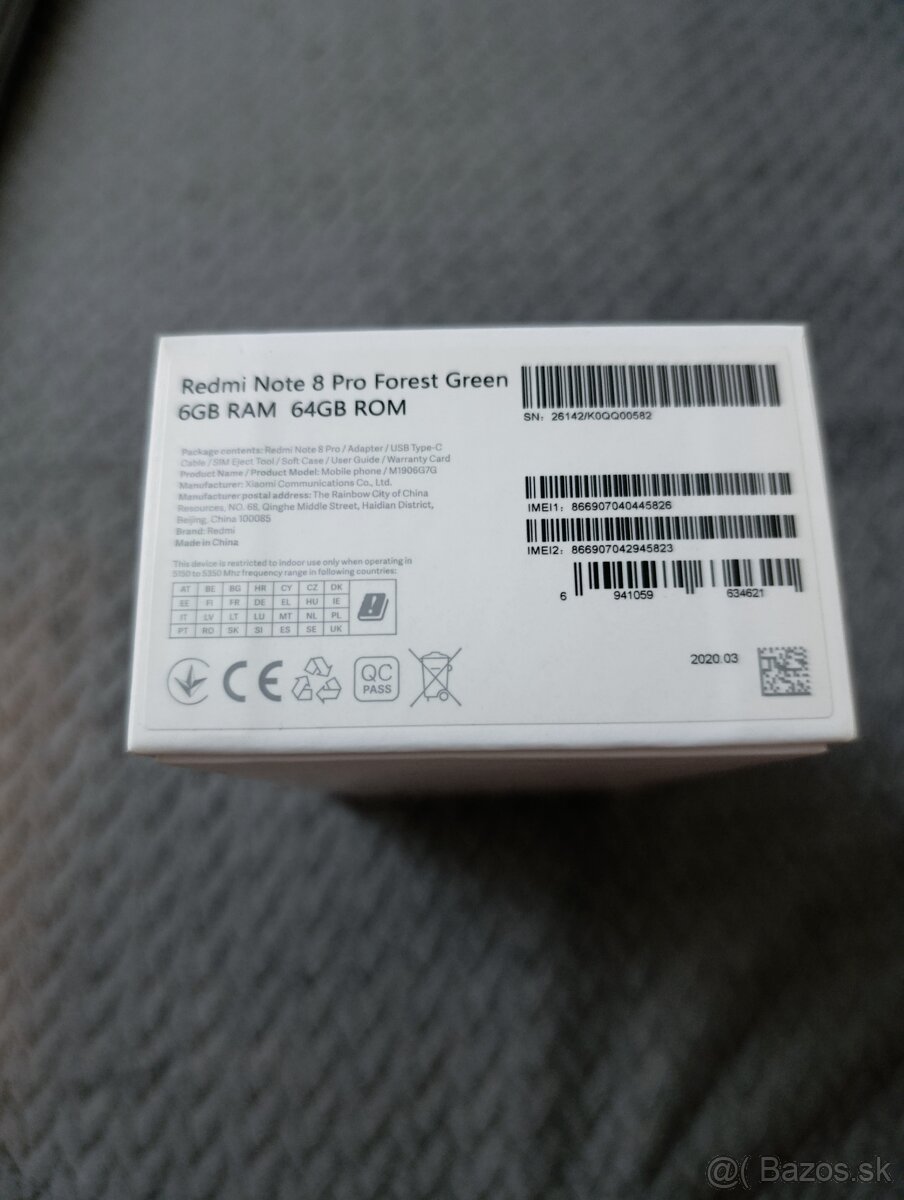 Redmi Note 8 Pro Forest Green
6GB RAM 64GB ROM
Package contents: Redmi Note 8 Pro / Adapter / USB Type-C
Cable / SIM Eject Tool / Soft Case / User Guide / Warranty Card
Product Name / Product Model: Mobile phone / M1906G7G
Manufacturer: Xiaomi Communications Co., Ltd.
Manufacturer postal address: The Rainbow City of China
Resources, NO. 68, Qinghe Middle Street, Haidian District,
Beijing, China 100085
Brand: Redmi
Made in China
This device is restricted to indoor use only when operating in
5150 to 5350 Mhz frequency range in following countries:
AT BE BG HR CY CZ DK
EE FI FR DE EL HU IE
IT LV LT LU MT NL PL
PT RO SK SI ES SE UK
CE
QC
PASS
SN: 26142/K0QQ00582
IMEI1: 866907040445826
IMEI2: 866907042945823
6 941059 634621
2020.03
@( Bazos.sk